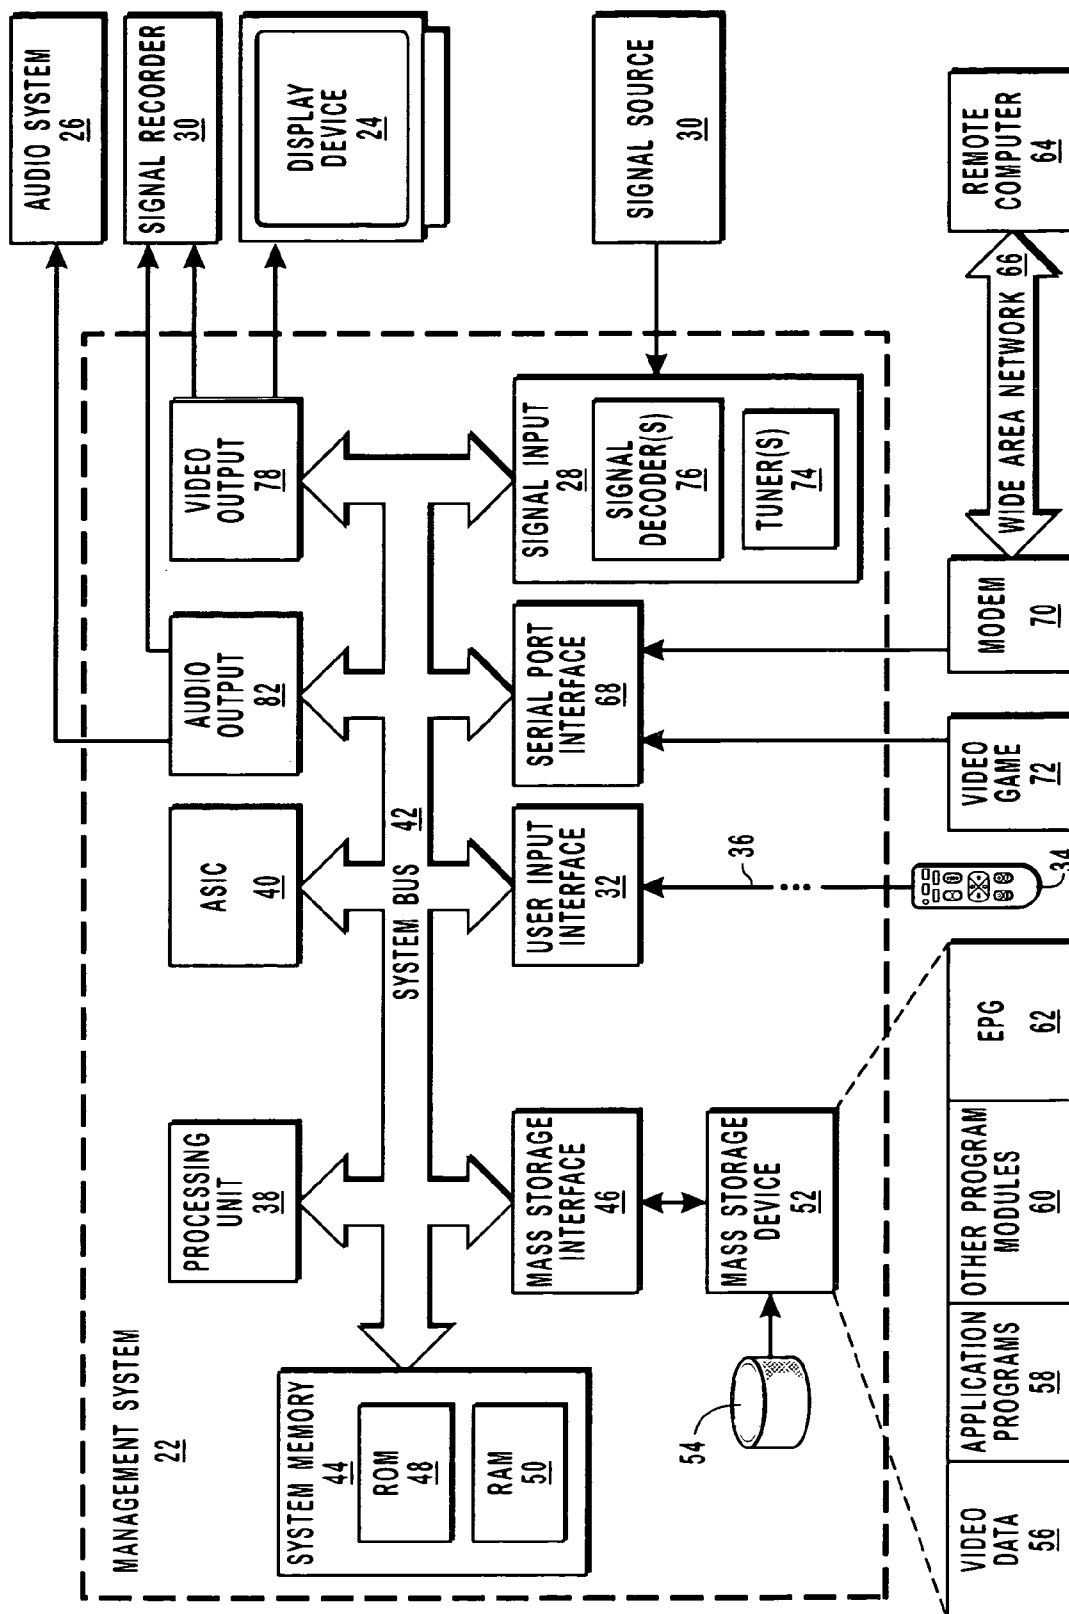 MANAGEMENT SYSTEM
22
SYSTEM MEMORY
44
ROM
48
RAM
50
PROCESSING
UNIT
38
ASIC
40
AUDIO
OUTPUT
82
VIDEO
OUTPUT
78
AUDIO SYSTEM
26
SIGNAL RECORDER
30
DISPLAY
DEVICE
24
SYSTEM BUS
42
MASS STORAGE
INTERFACE
46
USER INPUT
INTERFACE
32
SERIAL PORT
INTERFACE
68
SIGNAL INPUT
28
SIGNAL
DECODER(S)
76
TUNER(S)
74
SIGNAL SOURCE
30
54
MASS STORAGE
DEVICE
52
36
34
VIDEO
DATA
56
APPLICATION
PROGRAMS
58
OTHER PROGRAM
MODULES
60
EPG
62
VIDEO
GAME
72
MODEM
70
WIDE AREA NETWORK 66
REMOTE
COMPUTER
64